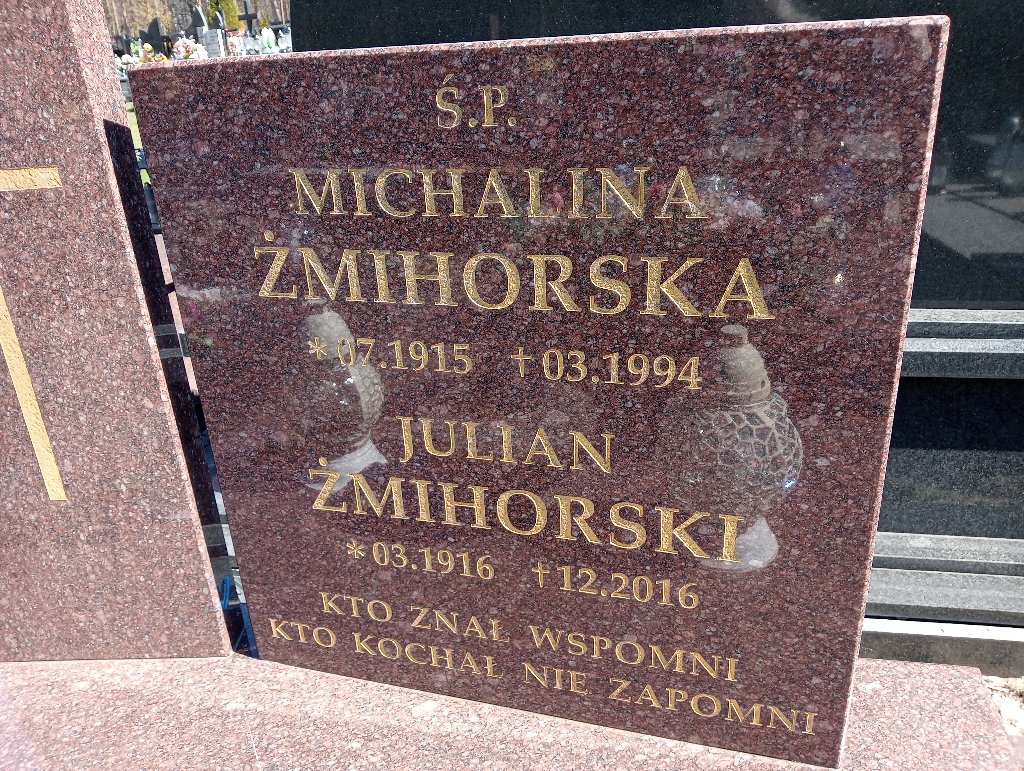 Ś.P.
MICHALINA
ŻMIHORSKA
* 07.1915 † 03.1994
JULIAN
ŻMIHORSKI
* 03.1916 † 12.2016
KTO ZNAŁ WSPOMNI
KTO KOCHAŁ NIE ZAPOMNI